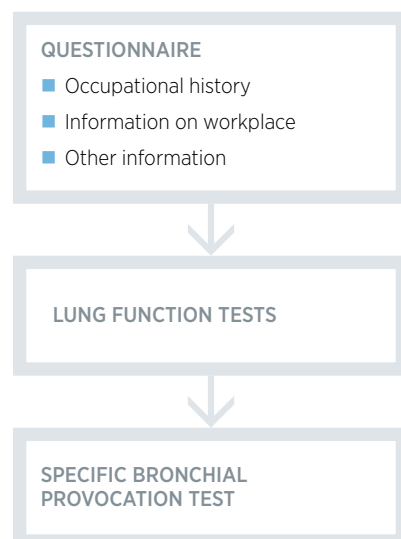 QUESTIONNAIRE
Occupational history
Information on workplace
Other information
LUNG FUNCTION TESTS
SPECIFIC BRONCHIAL
PROVOCATION TEST